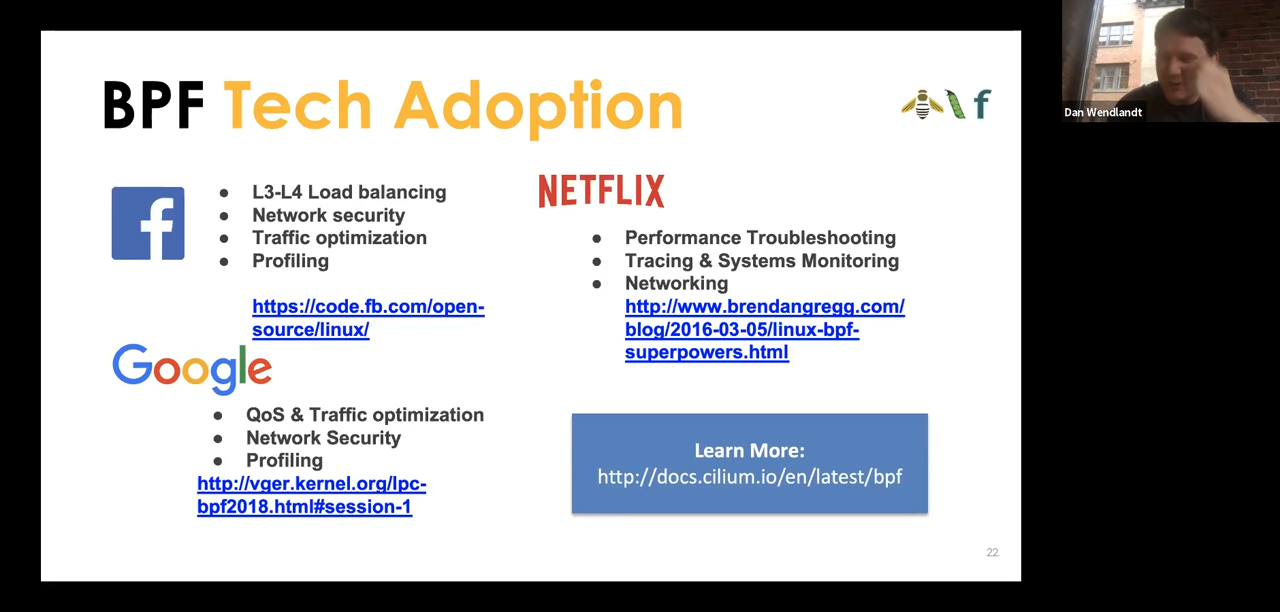 BPF Tech Adoption
f
f
L3-L4 Load balancing
Network security
Traffic optimization
Profiling
https://code.fb.com/open-
source/linux/
Google
QoS & Traffic optimization
Network Security
Profiling
http://vger.kernel.org/lpc-
bpf2018.html#session-1
NETFLIX
Performance Troubleshooting
Tracing & Systems Monitoring
Networking
http://www.brendangregg.com/
blog/2016-03-05/linux-bpf-
superpowers.html
Learn More:
http://docs.cilium.io/en/latest/bpf
22
Dan Wendlandt